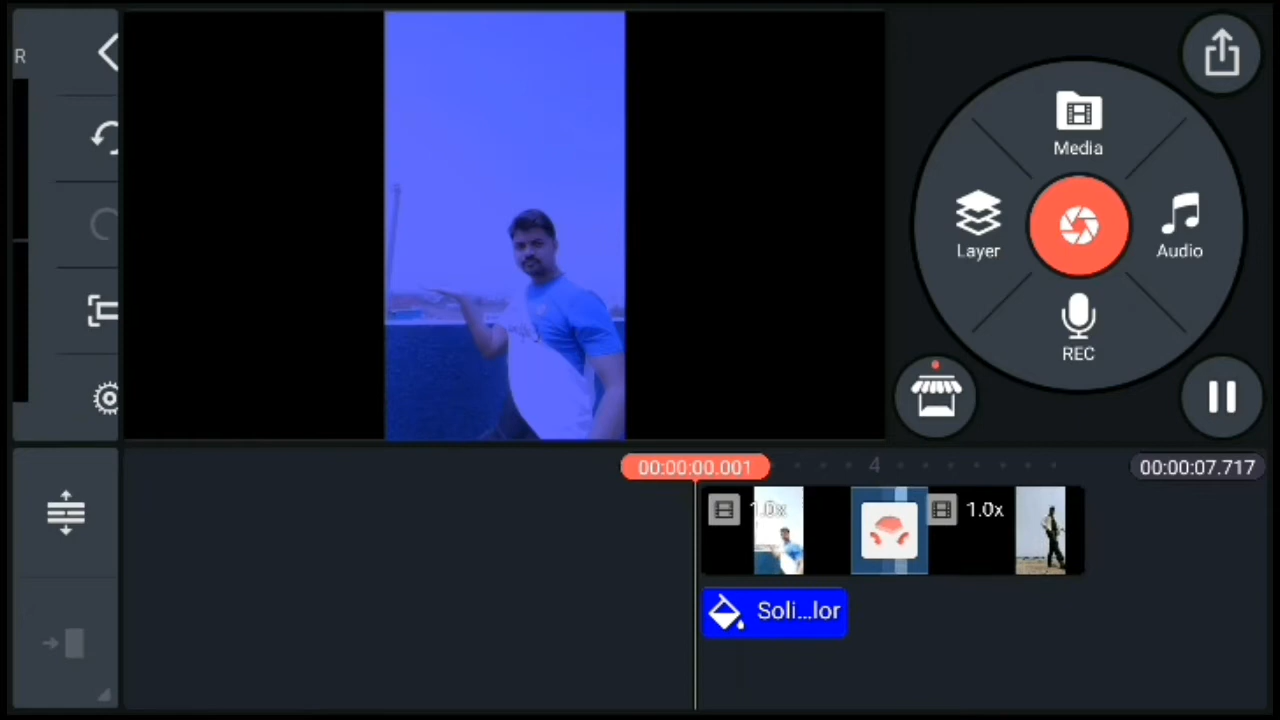 R
Media
Layer
Audio
REC
00:00:00.001
4
00:00:07.717
1.0x
1.0x
Soli...lor